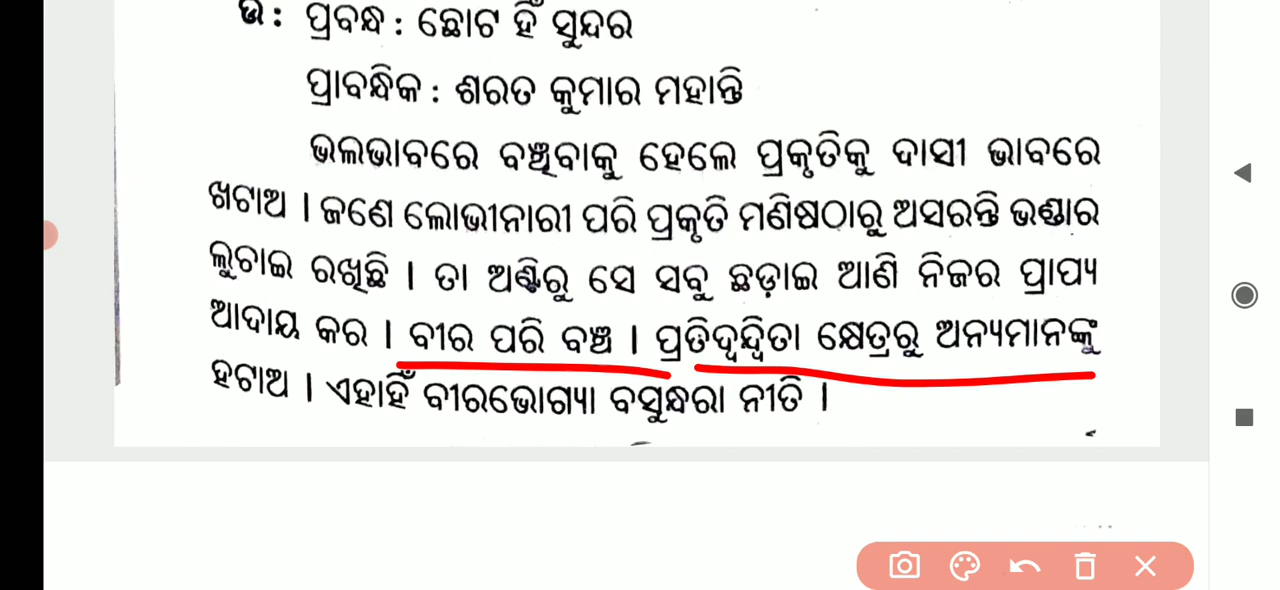 ଉ : ପ୍ରବନ୍ଧ : ଛୋଟ ହିଁ ସୁନ୍ଦର
ପ୍ରାବନ୍ଧିକ : ଶରତ କୁମାର ମହାନ୍ତି
ଭଲଭାବରେ ବଞ୍ଚିବାକୁ ହେଲେ ପ୍ରକୃତିକୁ ଦାସୀ ଭାବରେ
ଖଟାଅ । ଜଣେ ଲୋଭୀନାରୀ ପରି ପ୍ରକୃତି ମଣିଷଠାରୁ ଅସରନ୍ତି ଭଣ୍ଡାର
ଲୁଚାଇ ରଖିଛି । ତା ଅଣ୍ଟିରୁ ସେ ସବୁ ଛଡ଼ାଇ ଆଣି ନିଜର ପ୍ରାପ୍ୟ
ଆଦାୟ କର । ବୀର ପରି ବଞ୍ଚ । ପ୍ରତିଦ୍ୱନ୍ଦ୍ୱିତା କ୍ଷେତ୍ରରୁ ଅନ୍ୟମାନଙ୍କୁ
ହଟାଅ । ଏହାହିଁ ବୀରଭୋଗ୍ୟା ବସୁନ୍ଧରା ନୀତି ।